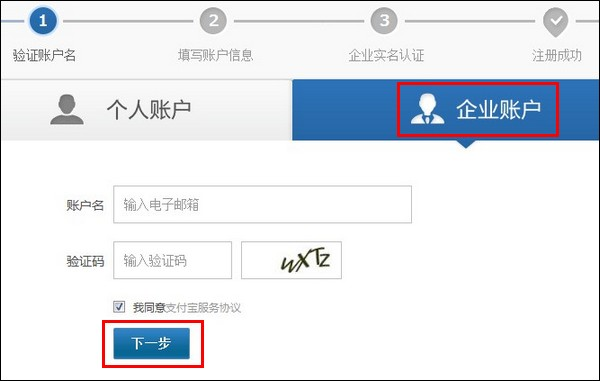 1 2 3
验证账户名 填写账户信息 企业实名认证 注册成功
个人账户 企业账户
账户名 输入电子邮箱
验证码 输入验证码 wXTz
我同意支付宝服务协议
下一步